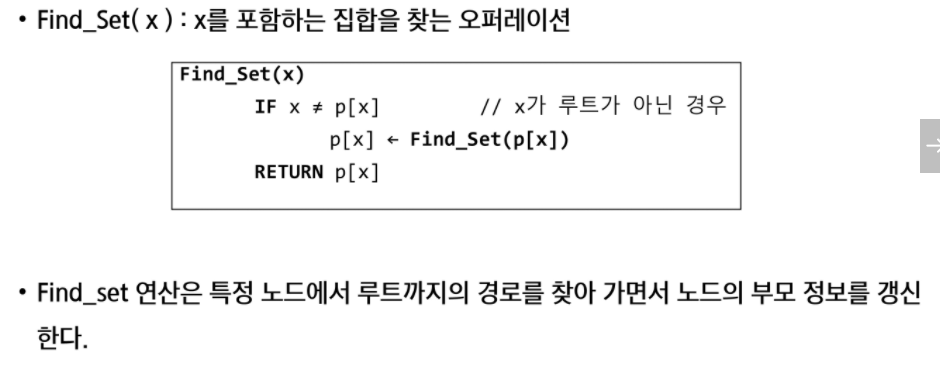 • Find_Set( x ) : x를 포함하는 집합을 찾는 오퍼레이션
Find_Set(x)
IF x ≠ p[x] // x가 루트가 아닌 경우
p[x] ← Find_Set(p[x])
RETURN p[x]
• Find_set 연산은 특정 노드에서 루트까지의 경로를 찾아 가면서 노드의 부모 정보를 갱신
한다.